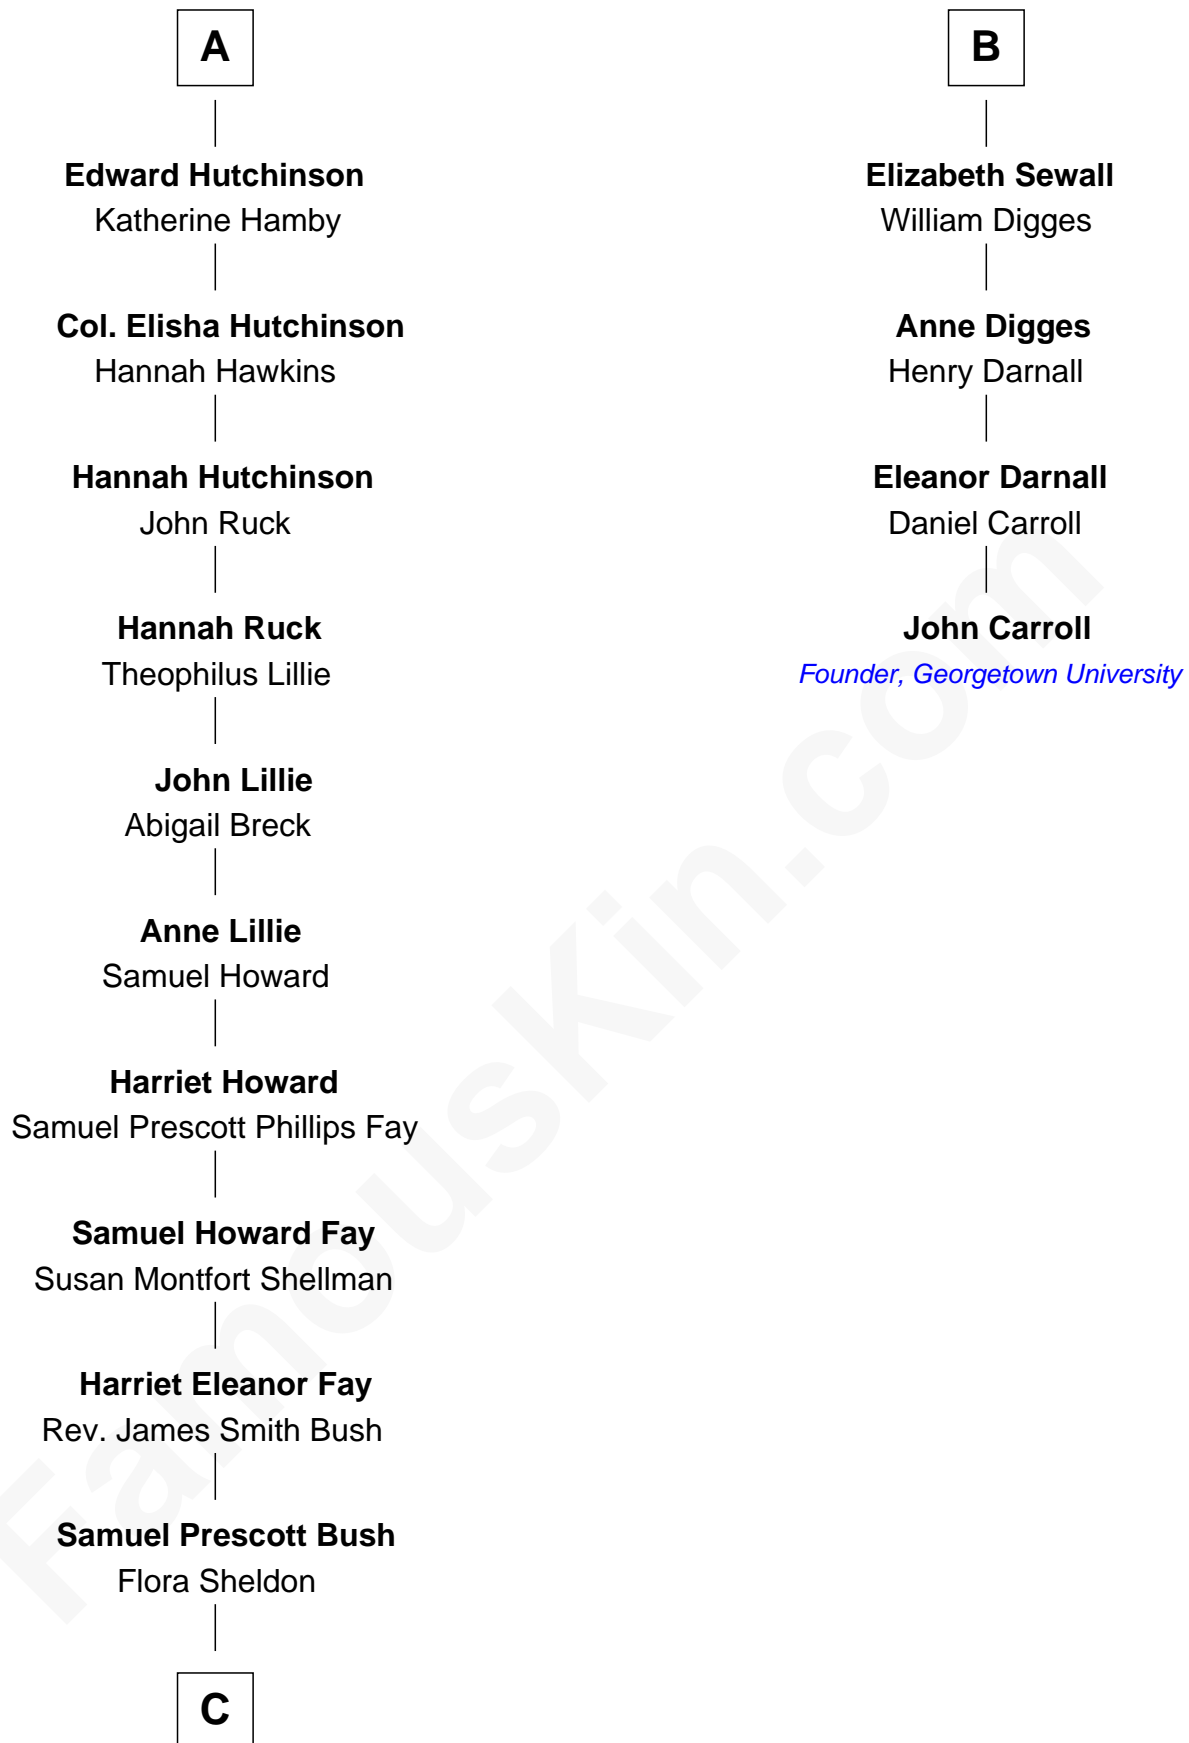 A
Edward Hutchinson
Katherine Hamby
Col. Elisha Hutchinson
Hannah Hawkins
Hannah Hutchinson
John Ruck
Hannah Ruck
Theophilus Lillie
John Lillie
Abigail Breck
Anne Lillie
Samuel Howard
Harriet Howard
Samuel Prescott Phillips Fay
Samuel Howard Fay
Susan Montfort Shellman
Harriet Eleanor Fay
Rev. James Smith Bush
Samuel Prescott Bush
Flora Sheldon
C
B
Elizabeth Sewall
William Digges
Anne Digges
Henry Darnall
Eleanor Darnall
Daniel Carroll
John Carroll
Founder, Georgetown University
FamousKin.com